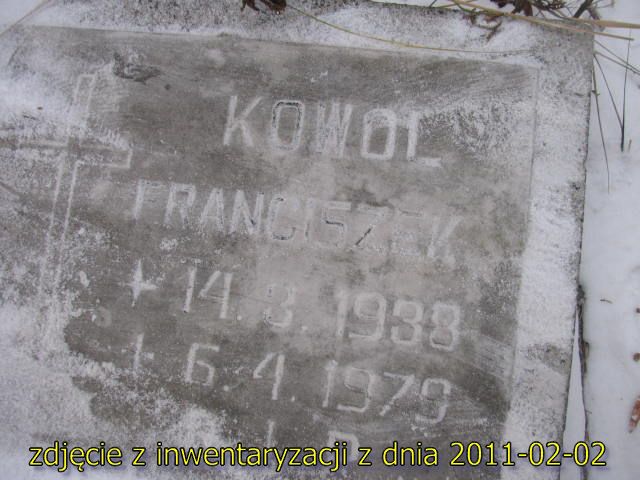 KOWOL
FRANCISZEK
14.3.1938
6.4.1979
zdjęcie z inwentaryzacji z dnia 2011-02-02